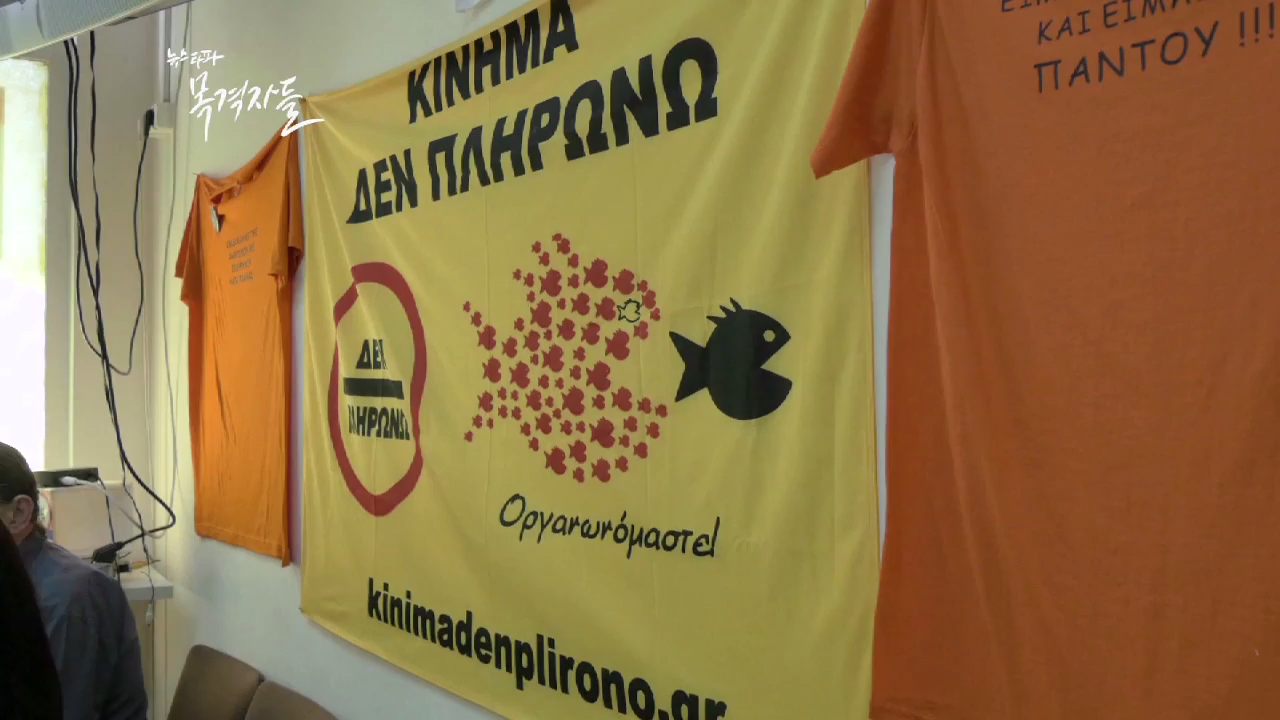 뉴스타파
목격자들
ΚΙΝΗΜΑ
ΔΕΝ ΠΛΗΡΩΝΩ
ΔΕΝ
ΠΛΗΡΩΝΩ
Οργανωνόμαστε!
kinimadenplirono.gr
ΚΑΙ ΕΙΜΑ
ΠΑΝΤΟΥ !!!